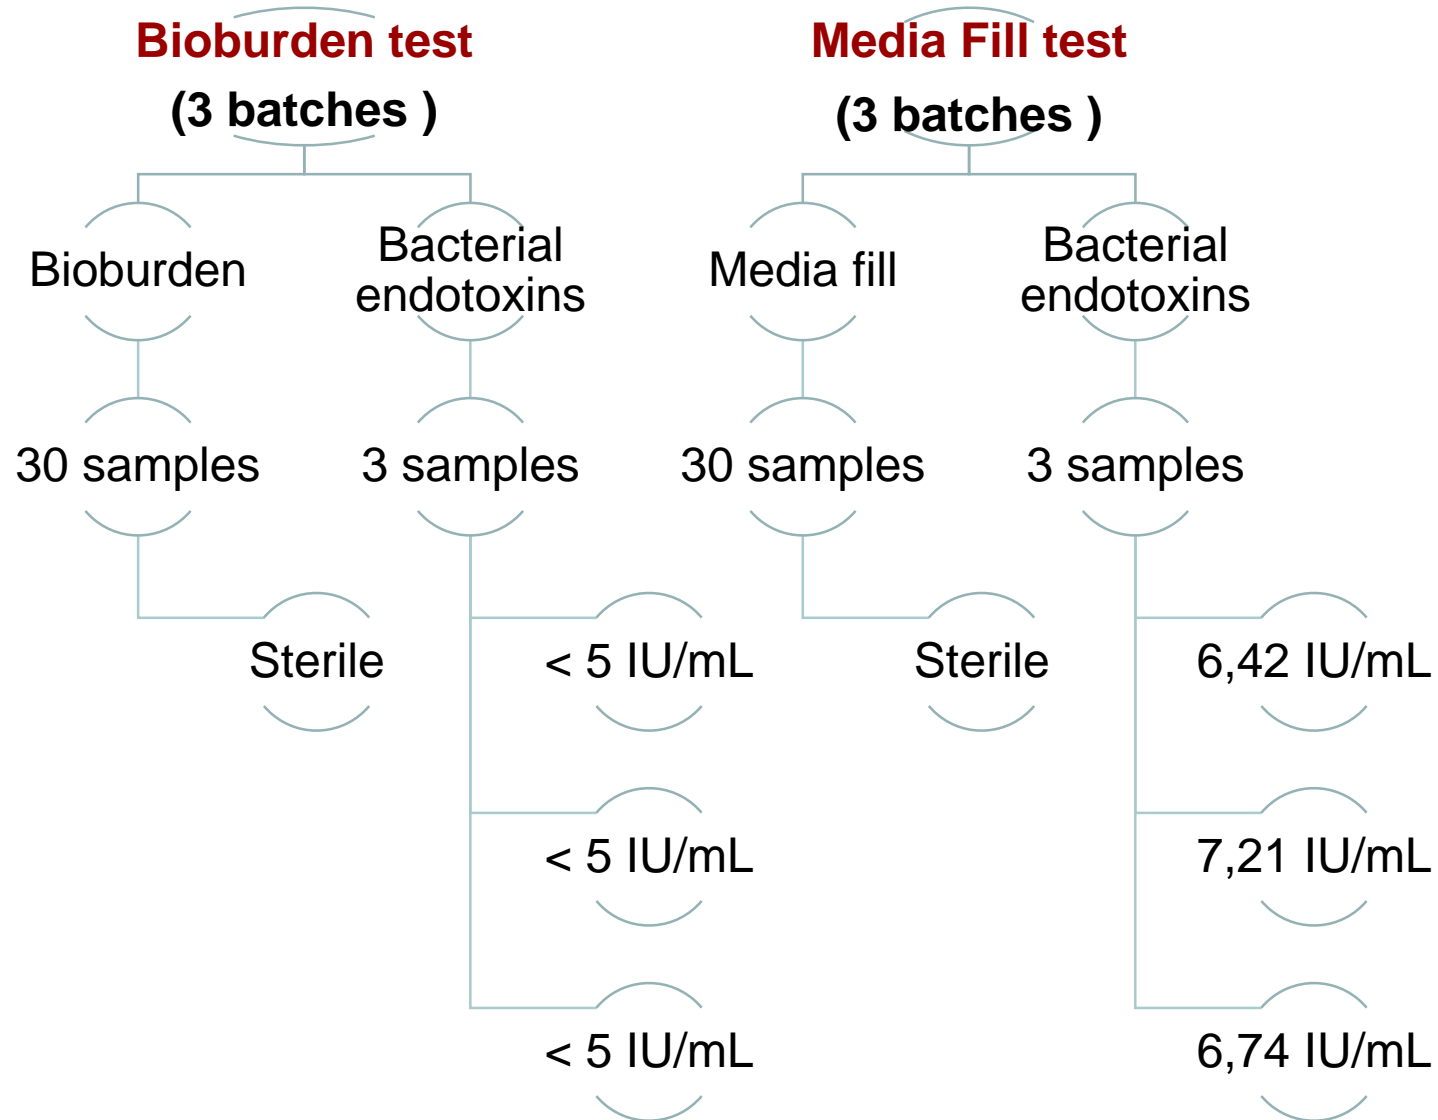 Bioburden test
(3 batches )
Bioburden
Bacterial
endotoxins
30 samples
3 samples
Sterile
< 5 IU/mL
< 5 IU/mL
< 5 IU/mL
Media Fill test
(3 batches )
Media fill
Bacterial
endotoxins
30 samples
3 samples
Sterile
6,42 IU/mL
7,21 IU/mL
6,74 IU/mL